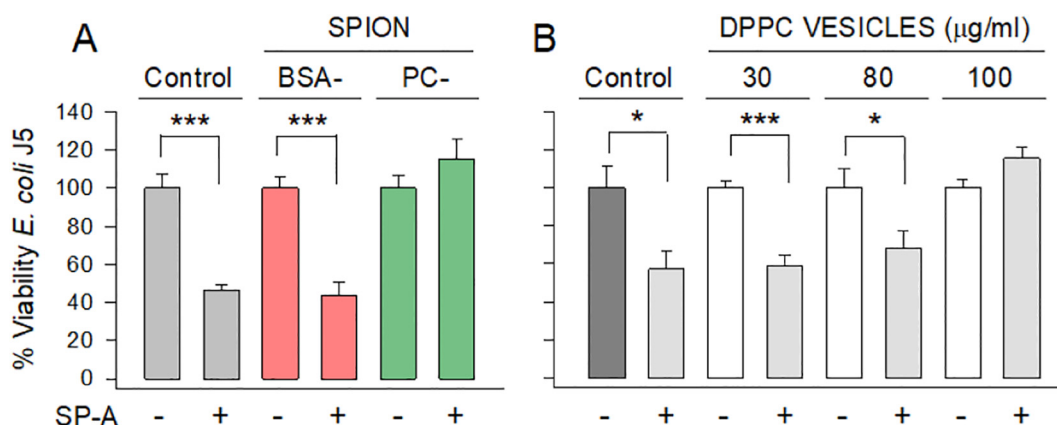 A SPION B DPPC VESICLES (μg/ml)
Control BSA- PC- Control 30 80 100
140
*** *** * *** *
120
100
80
60
40
20
0
% Viability E. coli J5
SP-A - + - + - + - + - + - + - +